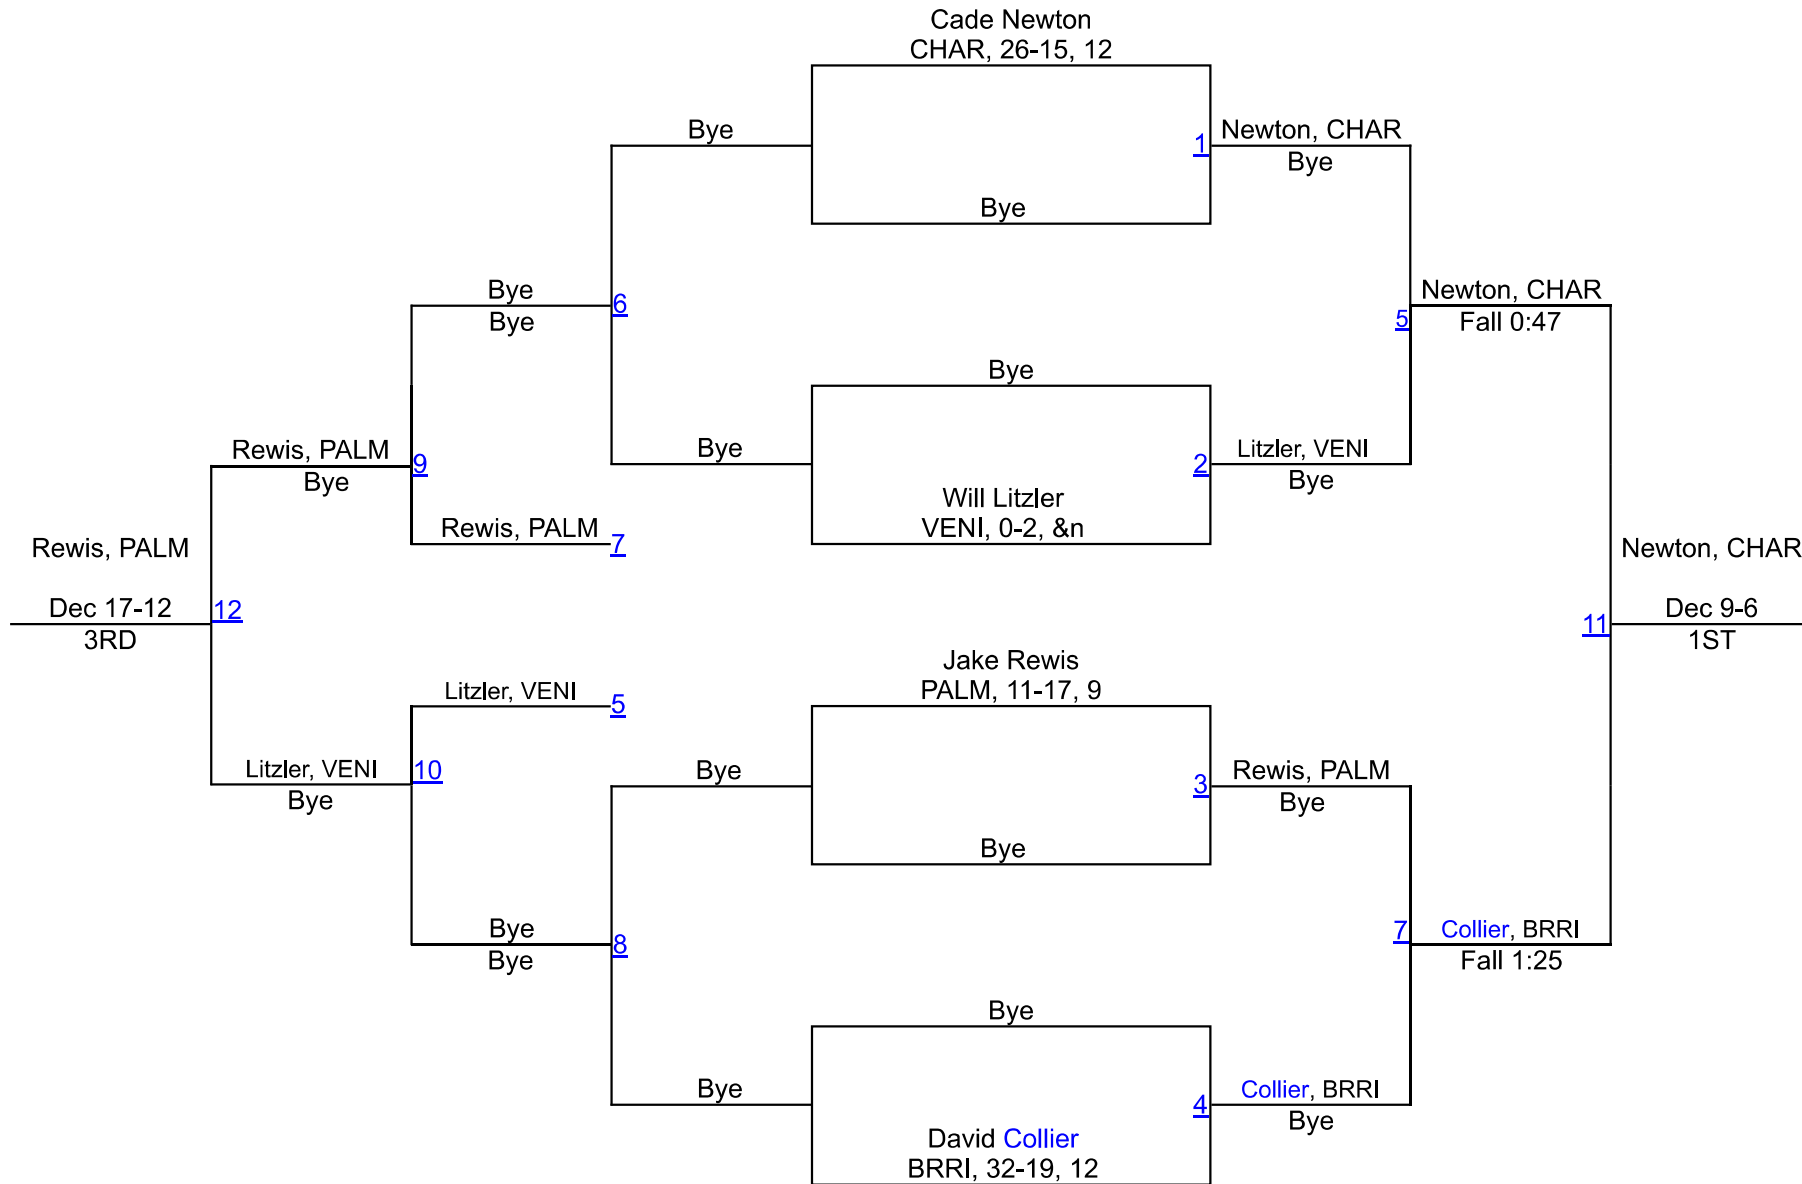 Cade Newton
CHAR, 26-15, 12
Bye
1
Newton, CHAR
Bye
Bye
Bye
Bye
6
Newton, CHAR
Fall 0:47
5
Bye
Rewis, PALM
Bye
9
Bye
2
Litzler, VENI
Bye
Will Litzler
VENI, 0-2, &n
Rewis, PALM
7
Rewis, PALM
Newton, CHAR
Dec 17-12
3RD
12
11
Dec 9-6
1ST
Jake Rewis
PALM, 11-17, 9
Litzler, VENI
5
Litzler, VENI
Bye
10
Bye
3
Rewis, PALM
Bye
Bye
Bye
Bye
8
7
Collier, BRRI
Fall 1:25
Bye
Bye
4
Collier, BRRI
Bye
David Collier
BRRI, 32-19, 12